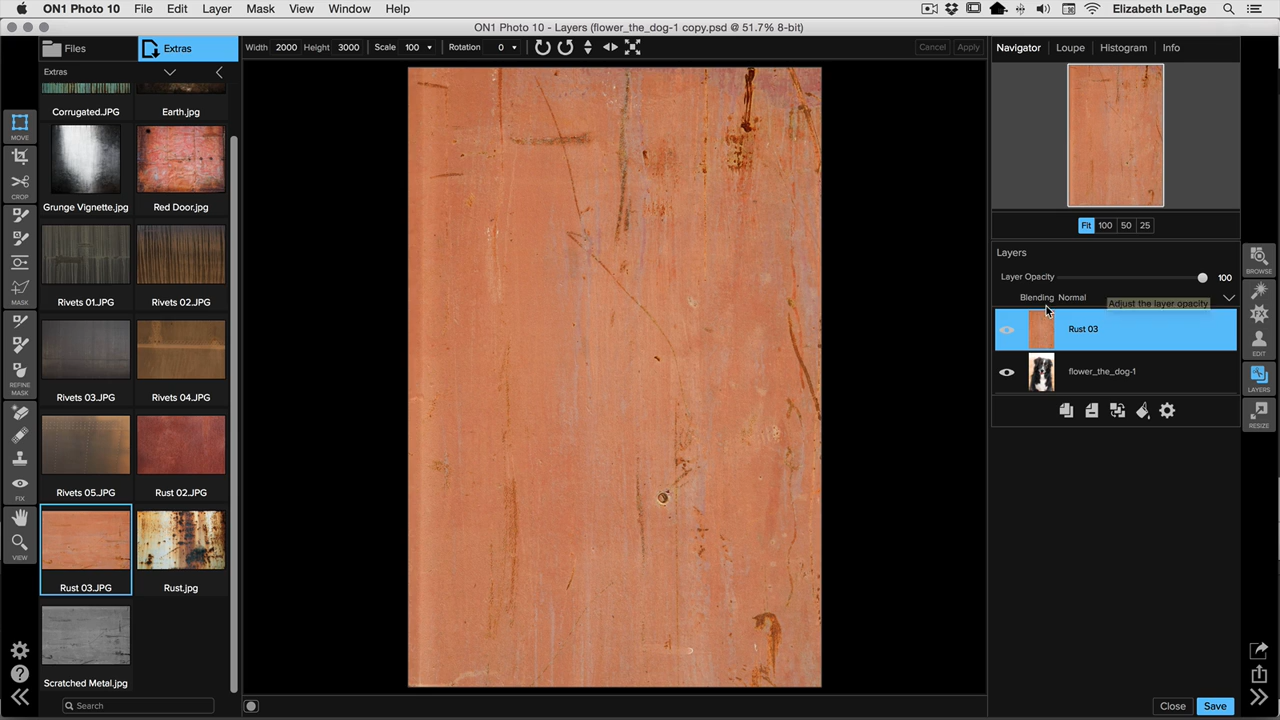 ON1 Photo 10 File Edit Layer Mask View Window Help Elizabeth LePage
ON1 Photo 10 - Layers (flower_the_dog-1 copy.psd @ 51.7% 8-bit)
Files Extras
Width 2000 Height 3000 Scale 100 Rotation 0 Cancel Apply
Navigator Loupe Histogram Info
Extras
Corrugated.JPG Earth.jpg
Grunge Vignette.jpg Red Door.jpg
Rivets 01.JPG Rivets 02.JPG
Rivets 03.JPG Rivets 04.JPG
Rivets 05.JPG Rust 02.JPG
Rust 03.JPG Rust.jpg
Scratched Metal.jpg
Search
MOVE
CROP
MASK
REFINE
MASK
FIX
VIEW
Fit 100 50 25
Layers
Layer Opacity 100
Blending Normal
Adjust the layer opacity
Rust 03
flower_the_dog-1
BROWSE
EDIT
LAYERS
RESIZE
Close Save